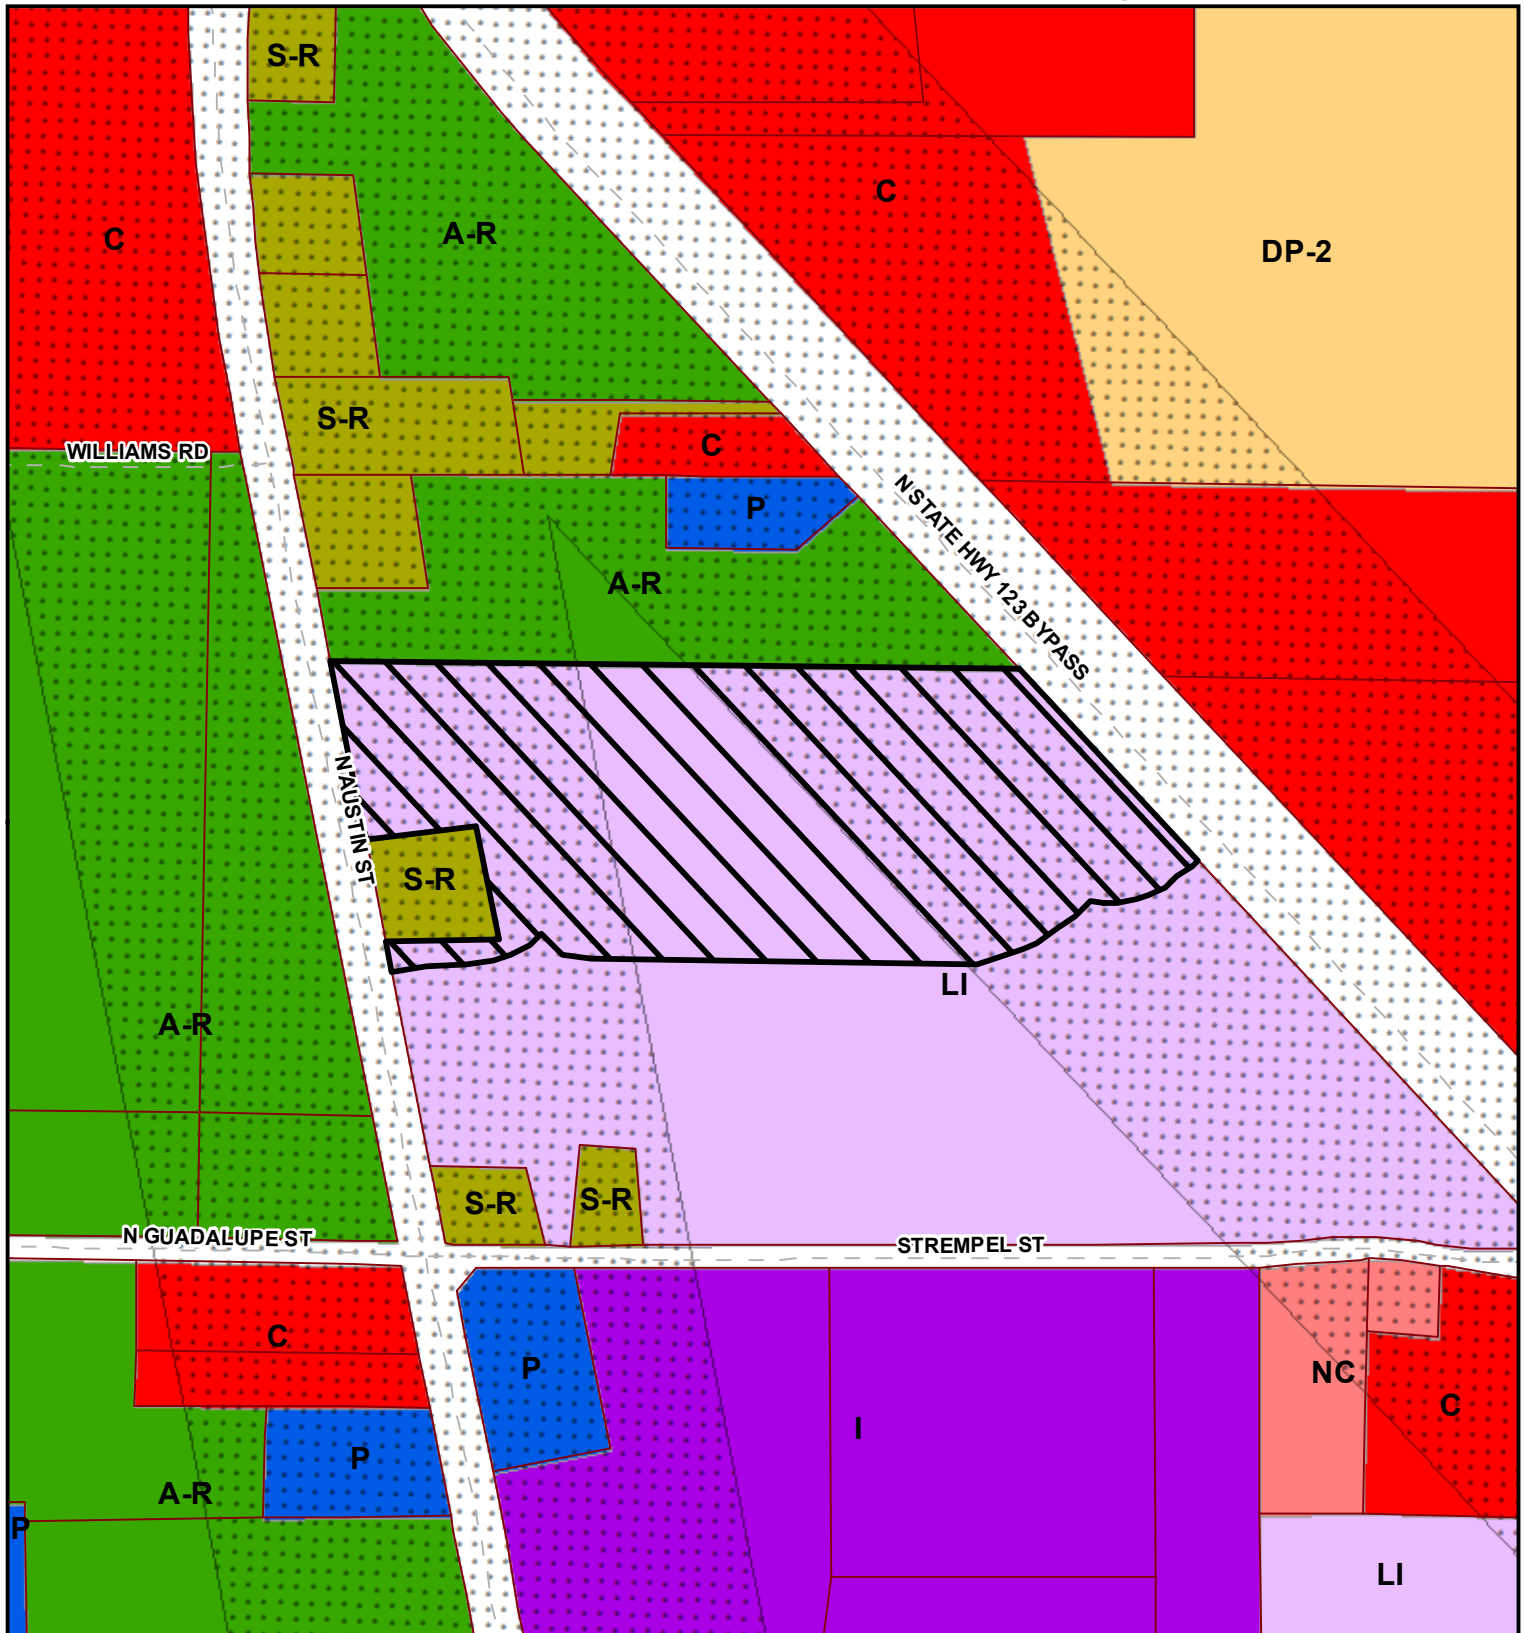 S-R
C
A-R
C
DP-2
S-R
C
WILLIAMS RD
P
A-R
N STATE HWY 123 BYPASS
N AUSTIN ST
S-R
LI
A-R
S-R
S-R
N GUADALUPE ST
STREMPEL ST
C
P
NC
C
I
P
A-R
P
LI